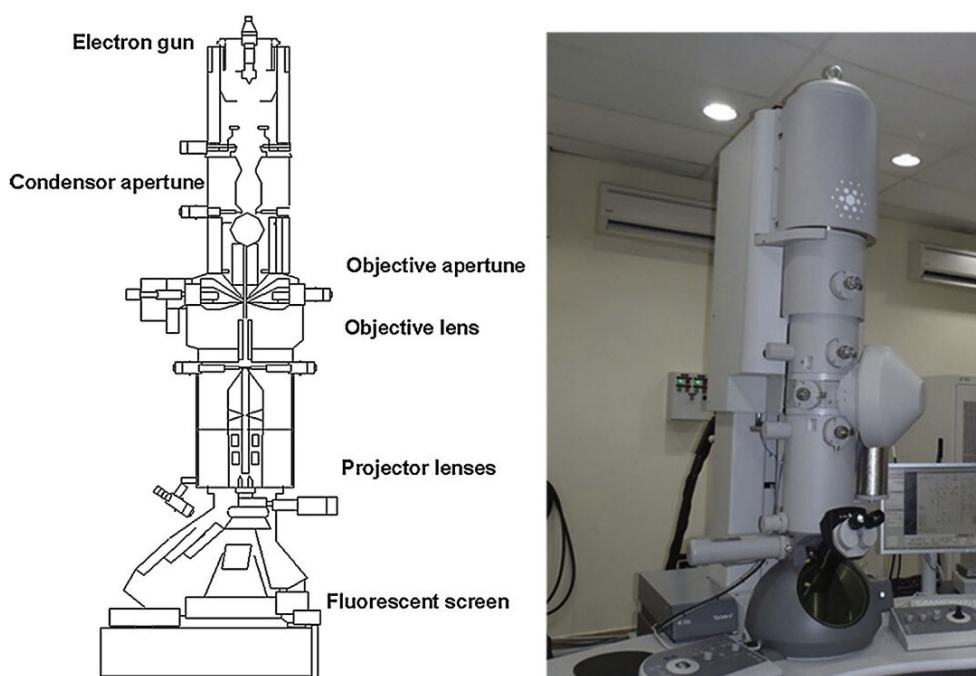 Electron gun
Condensor apertune
Objective apertune
Objective lens
Projector lenses
Fluorescent screen